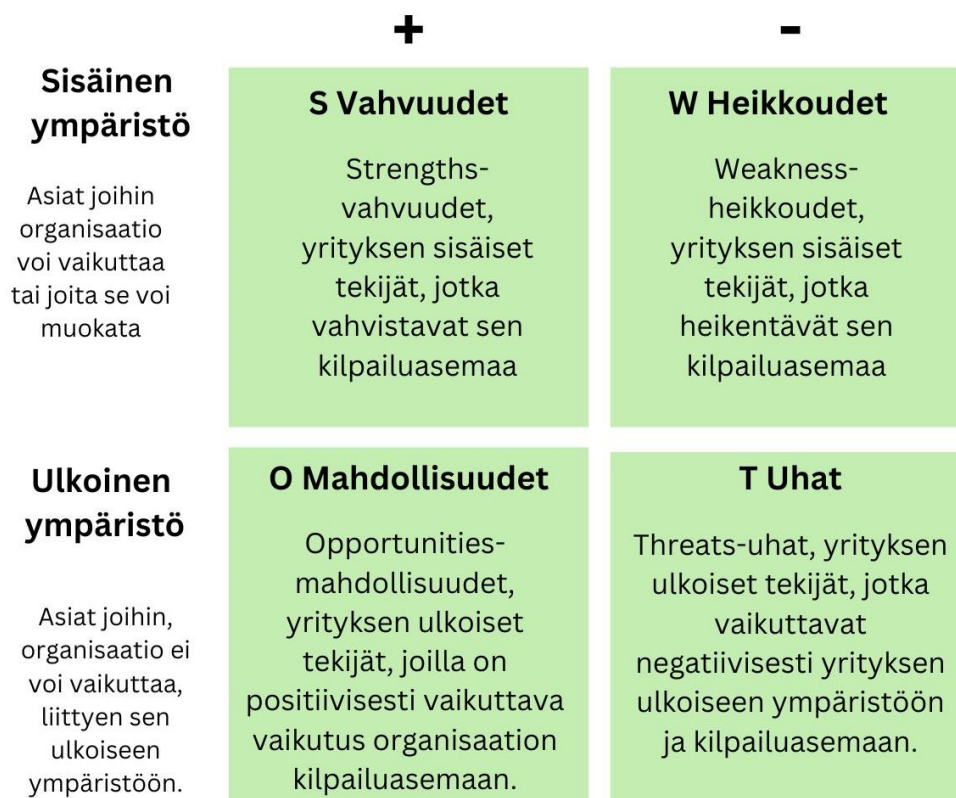 +
-
Sisäinen
ympäristö
Asiat joihin
organisaatio
voi vaikuttaa
tai joita se voi
muokata
S Vahvuudet
Strengths-
vahvuudet,
yrityksen sisäiset
tekijät, jotka
vahvistavat sen
kilpailuasemaa
W Heikkoudet
Weakness-
heikkoudet,
yrityksen sisäiset
tekijät, jotka
heikentävät sen
kilpailuasemaa
Ulkoinen
ympäristö
Asiat joihin,
organisaatio ei
voi vaikuttaa,
liittyen sen
ulkoiseen
ympäristöön.
O Mahdollisuudet
Opportunities-
mahdollisuudet,
yrityksen ulkoiset
tekijät, joilla on
positiivisesti vaikuttava
vaikutus organisaation
kilpailuasemaan.
T Uhat
Threats-uhat, yrityksen
ulkoiset tekijät, jotka
vaikuttavat
negatiivisesti yrityksen
ulkoiseen ympäristöön
ja kilpailuasemaan.